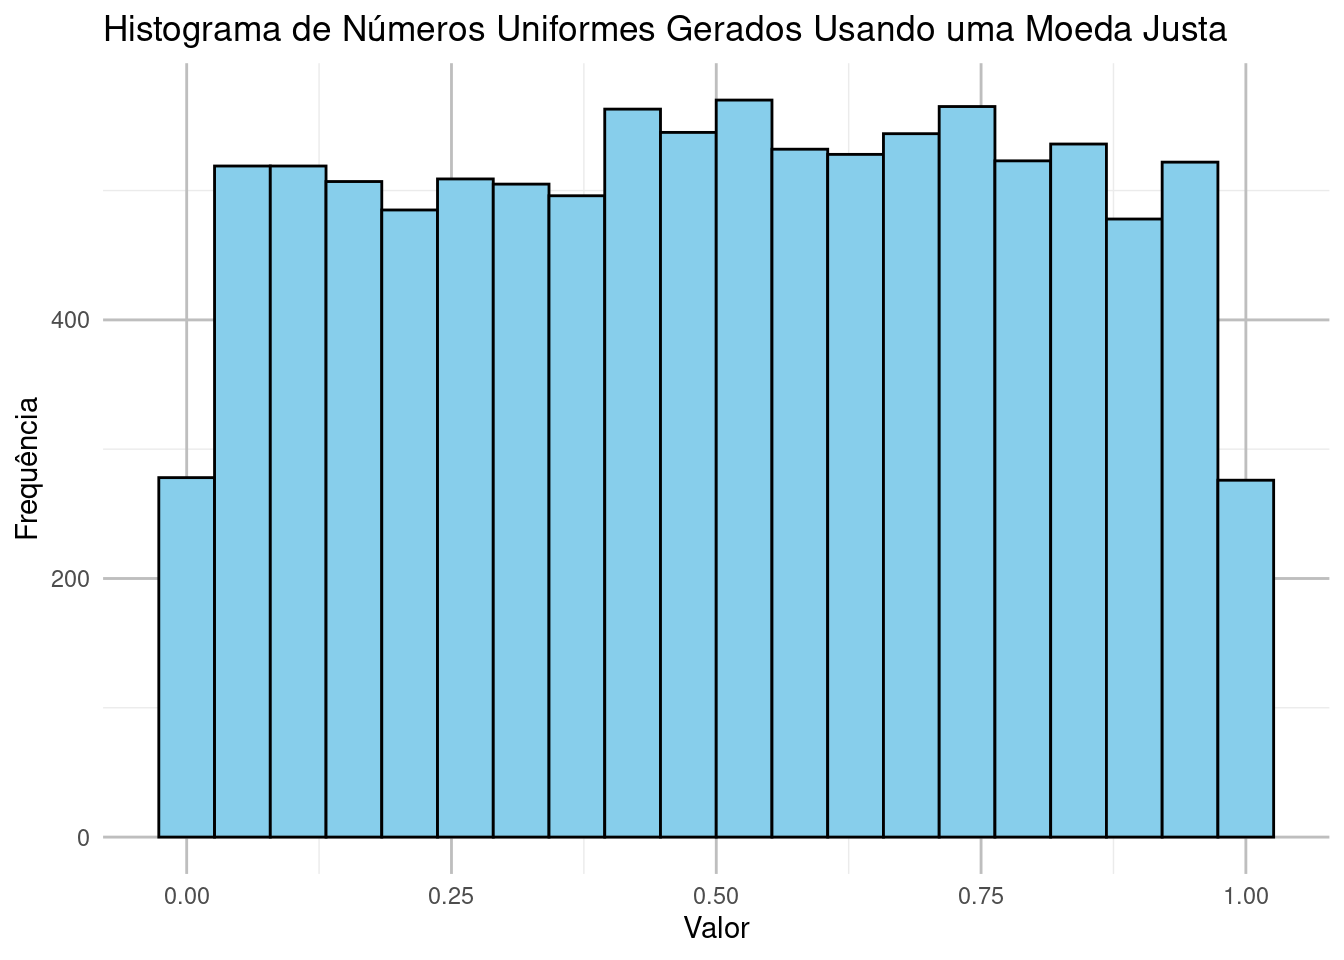 Histograma de Números Uniformes Gerados Usando uma Moeda Justa
Frequência
400
200
0
0.00 0.25 0.50 0.75 1.00
Valor